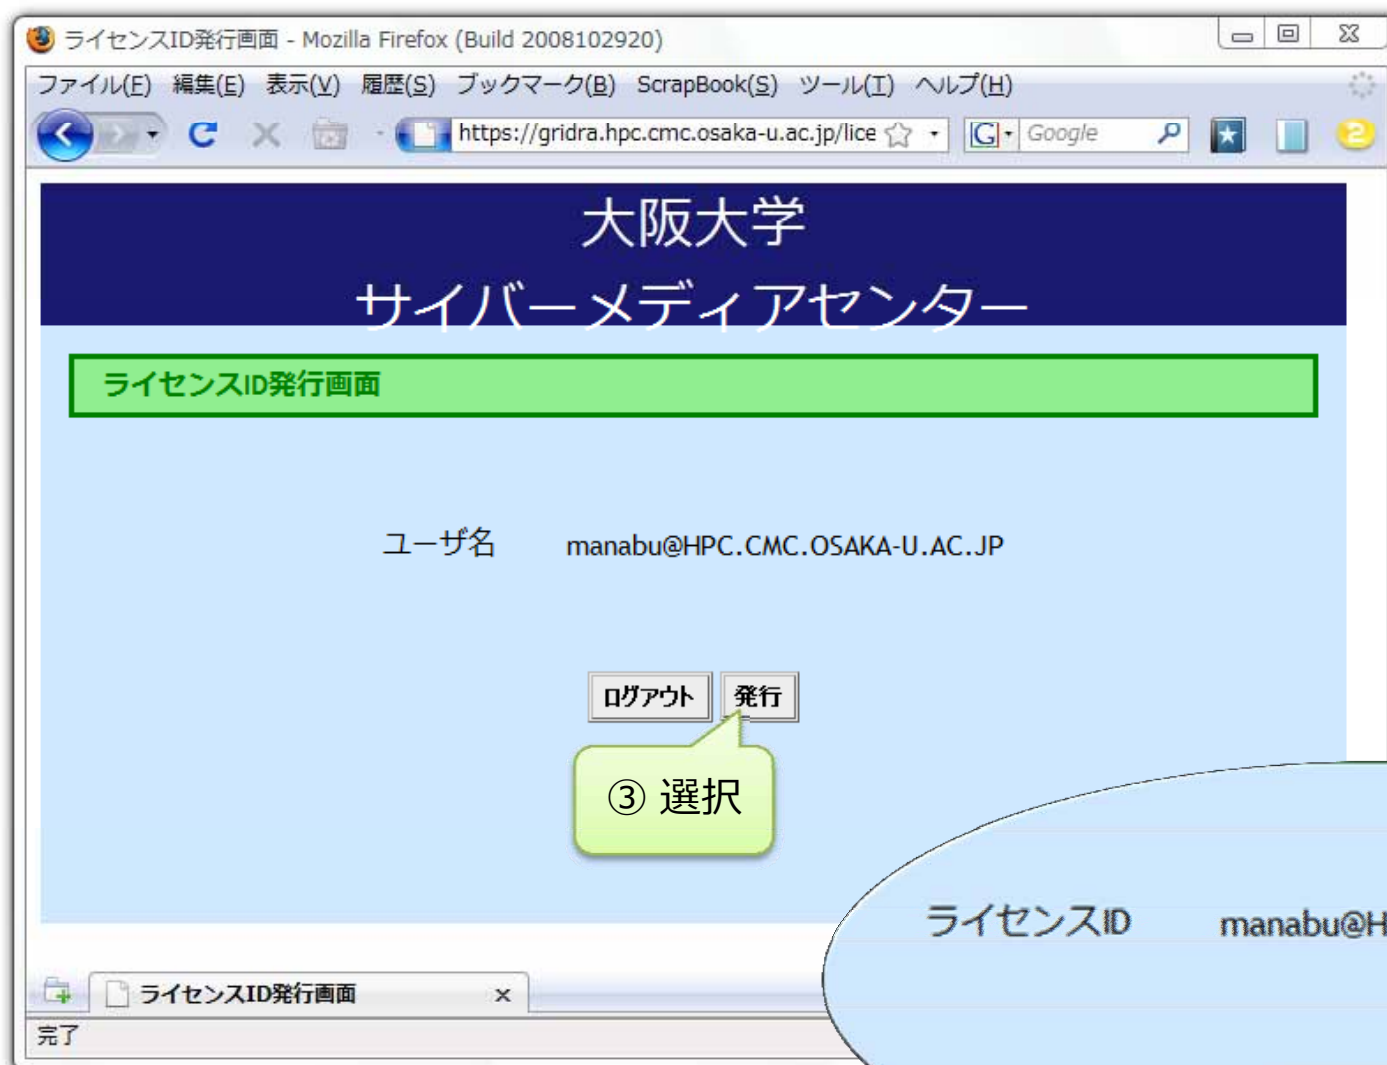 ライセンスID発行画面 - Mozilla Firefox (Build 2008102920)
ファイル(F) 編集(E) 表示(V) 履歴(S) ブックマーク(B) ScrapBook(S) ツール(T) ヘルプ(H)
https://gridra.hpc.cmc.osaka-u.ac.jp/lice G Google
大阪大学
サイバーメディアセンター
ライセンスID発行画面
ユーザ名 manabu@HPC.CMC.OSAKA-U.AC.JP
ログアウト 発行
③ 選択
ライセンスID manabu@H
ライセンスID発行画面 x
完了